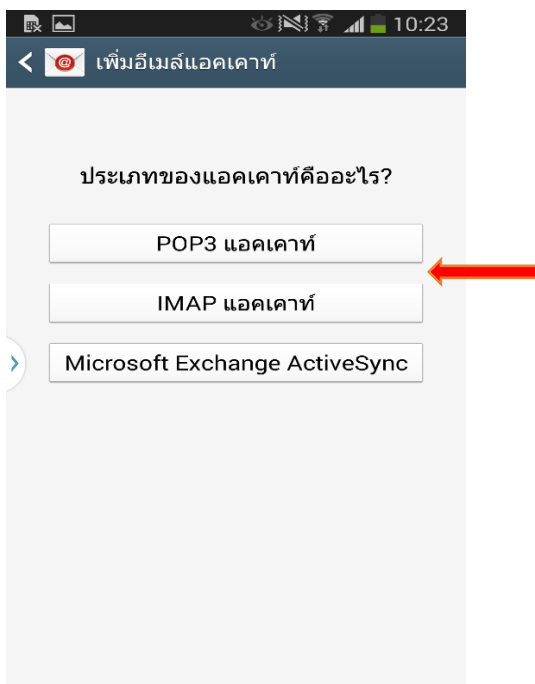 10:23
เพิ่มอีเมล์แอคเคาท์
ประเภทของแอคเคาท์คืออะไร?
POP3 แอคเคาท์
IMAP แอคเคาท์
Microsoft Exchange ActiveSync